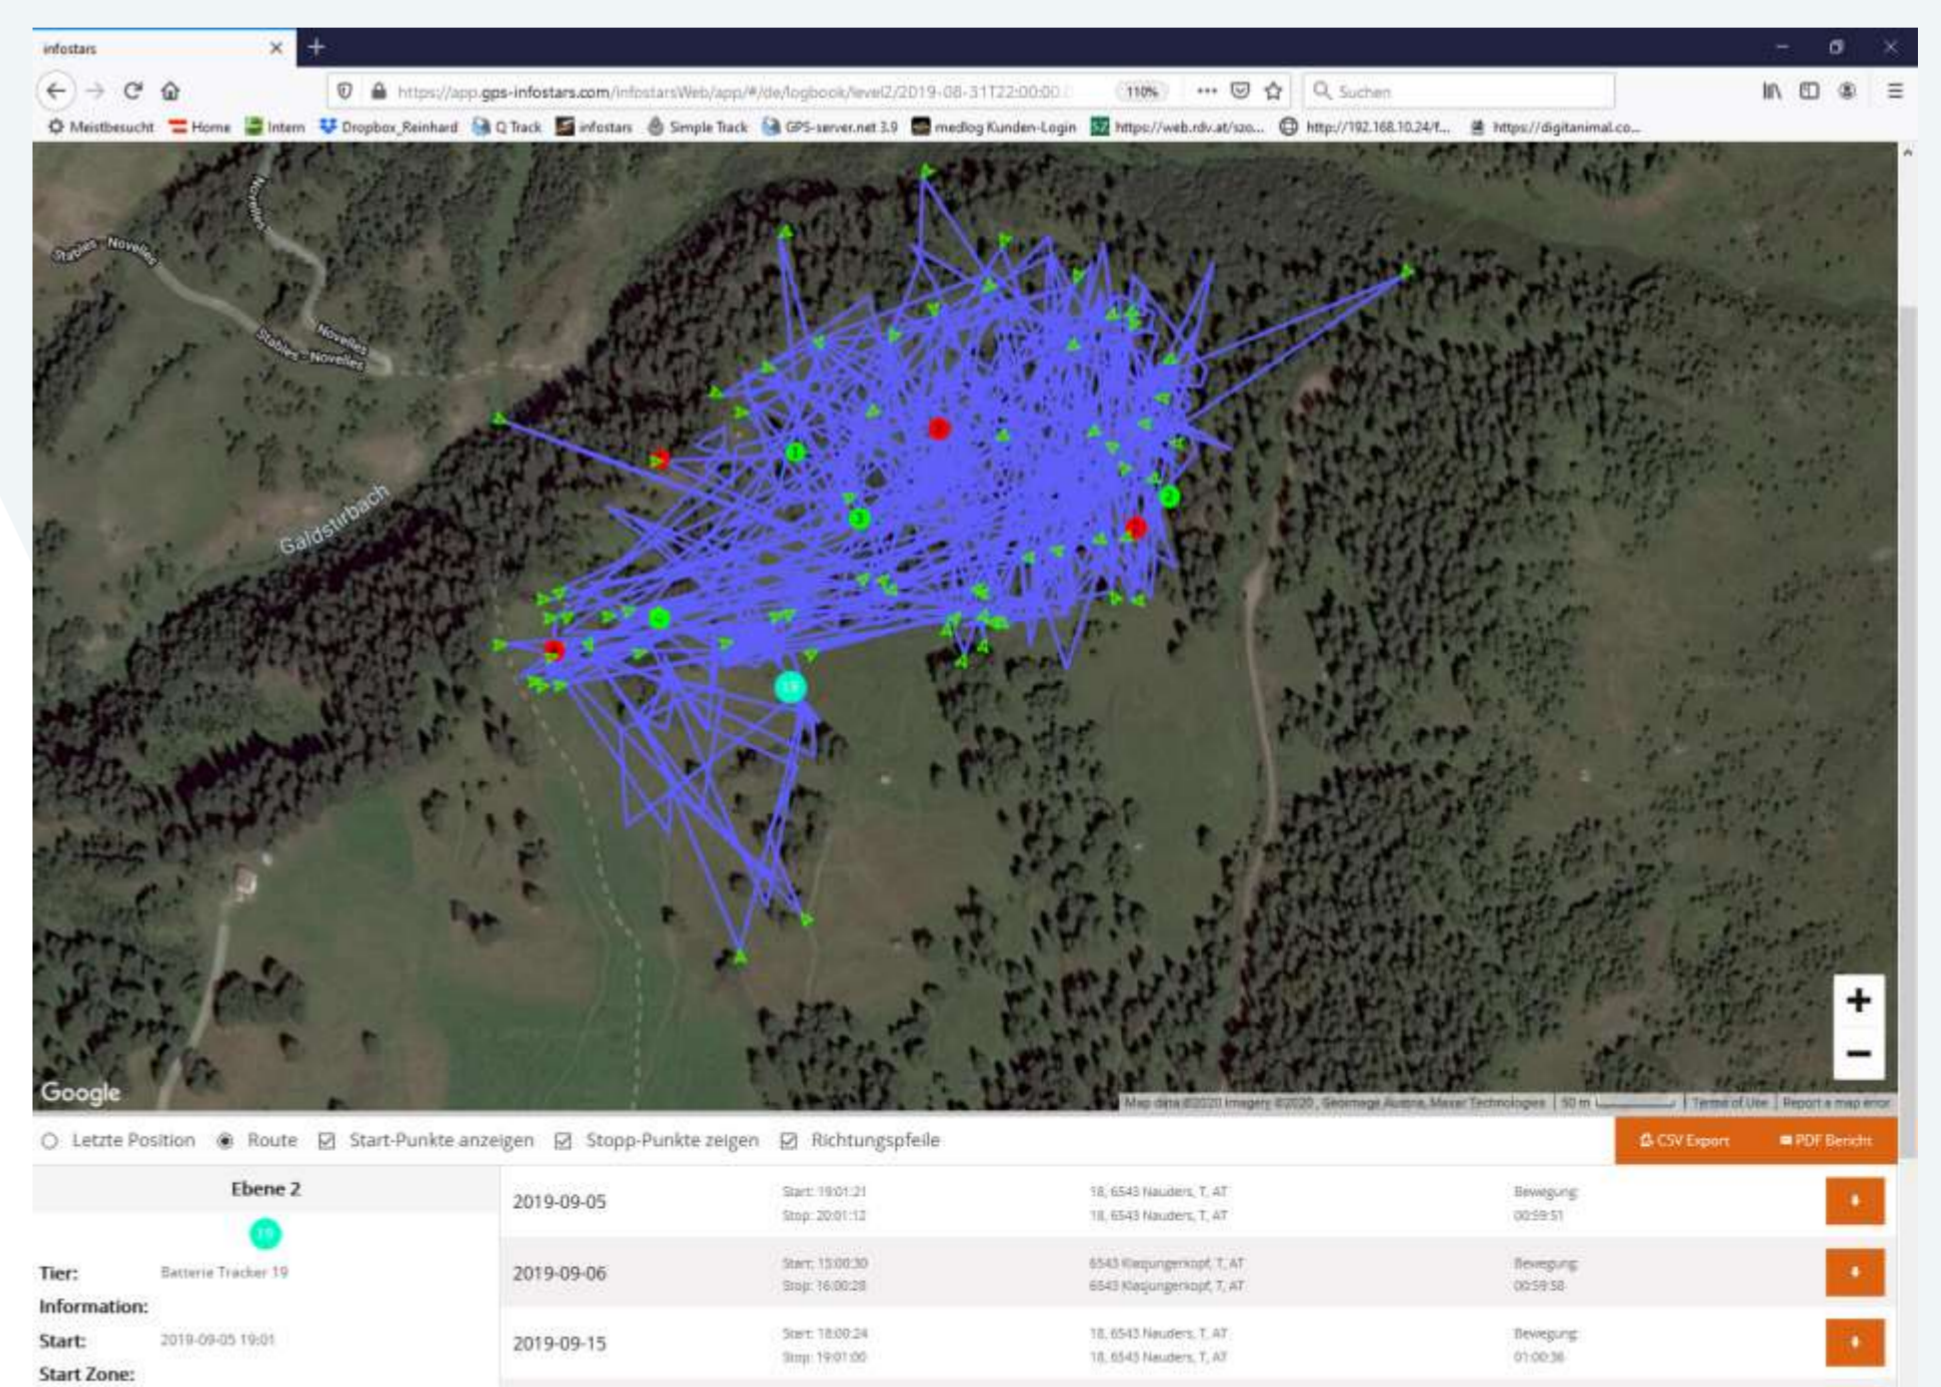 infostars
https://app.gps-infostars.com/infostarsWeb/app/#/de/logbook/level2/2019-08-31T22:00:00.
110%
Suchen
Meistbesucht Home Intern Dropbox_Reinhard Q Track infostars Simple Track GPS-server.net 3.9 medlog Kunden-Login https://web.rdv.at/szo... http://192.168.10.24/f... https://digitanimal.co...
Novelles
Stables - Novelles
Novelles
Stables - Novelles
Galdstirbach
1
2
3
19
Google
Map data ©2020 Imagery ©2020 , Geoimage Austria, Maxar Technologies 50 m Terms of Use Report a map error
Letzte Position Route Start-Punkte anzeigen Stopp-Punkte zeigen Richtungspfeile
CSV Export PDF Bericht
Ebene 2
19
Tier: Batterie Tracker 19
Information:
Start: 2019-09-05 19:01
Start Zone:
2019-09-05 Start: 19:01:21 18, 6543 Nauders, T, AT Bewegung:
Stop: 20:01:12 18, 6543 Nauders, T, AT 00:59:51
2019-09-06 Start: 15:00:30 6543 Klasjungerkopf, T, AT Bewegung:
Stop: 16:00:28 6543 Klasjungerkopf, T, AT 00:59:58
2019-09-15 Start: 18:00:24 18, 6543 Nauders, T, AT Bewegung:
Stop: 19:01:00 18, 6543 Nauders, T, AT 01:00:36